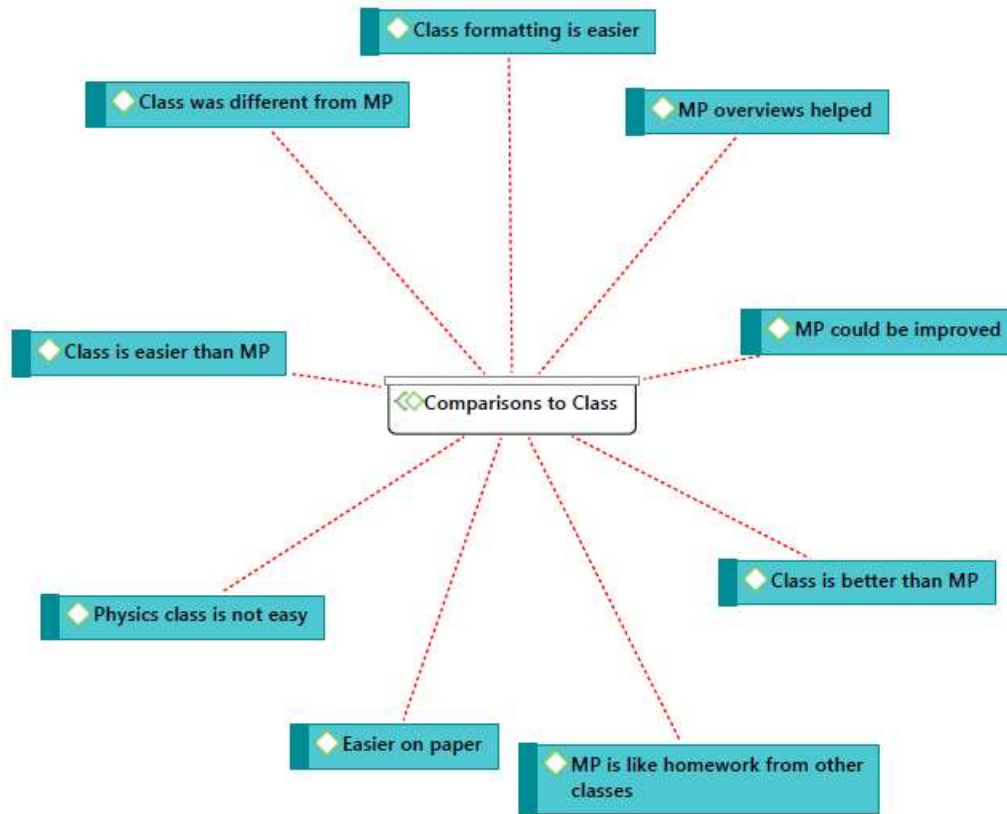 Class formatting is easier
Class was different from MP
MP overviews helped
MP could be improved
Class is easier than MP
Comparisons to Class
Class is better than MP
Physics class is not easy
Easier on paper
MP is like homework from other
classes